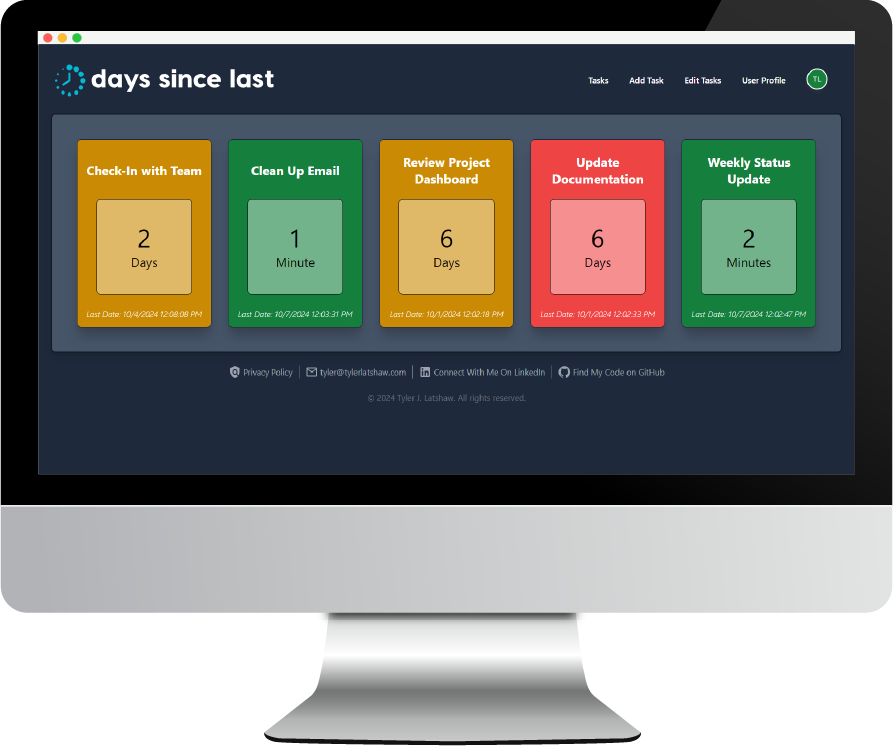 days since last
Tasks
Add Task
Edit Tasks
User Profile
TL
Check-In with Team
2
Days
Last Date: 10/4/2024 12:08:08 PM
Clean Up Email
1
Minute
Last Date: 10/7/2024 12:03:31 PM
Review Project
Dashboard
6
Days
Last Date: 10/1/2024 12:02:18 PM
Update
Documentation
6
Days
Last Date: 10/1/2024 12:02:33 PM
Weekly Status
Update
2
Minutes
Last Date: 10/7/2024 12:02:47 PM
Privacy Policy
tyler@tylerlatshaw.com
Connect With Me On LinkedIn
Find My Code on GitHub
© 2024 Tyler J. Latshaw. All rights reserved.